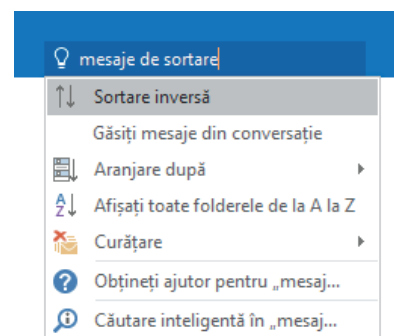 mesaje de sortare
Sortare inversă
Găsiți mesaje din conversație
Aranjare după
Afișați toate folderele de la A la Z
Curățare
Obțineți ajutor pentru „mesaj...
Căutare inteligentă în „mesaj...